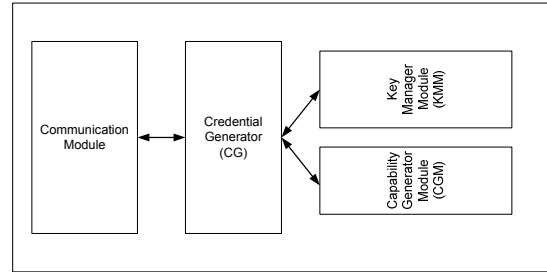 Communication
Module
Credential
Generator
(CG)
Key
Manager
Module
(KMM)
Capability
Generator
Module
(CGM)